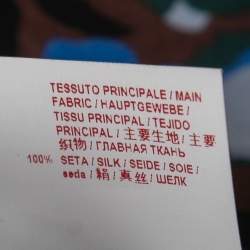 TESSUTO PRINCIPALE / MAIN
FABRIC / HAUPTGEWEBE /
TISSU PRINCIPAL / TEJIDO
PRINCIPAL / 主要生地 / 主要
织物 / ГЛАВНАЯ ТКАНЬ
100% SETA / SILK / SEIDE / SOIE /
seda / 絹 / 真丝 / ШЕЛК